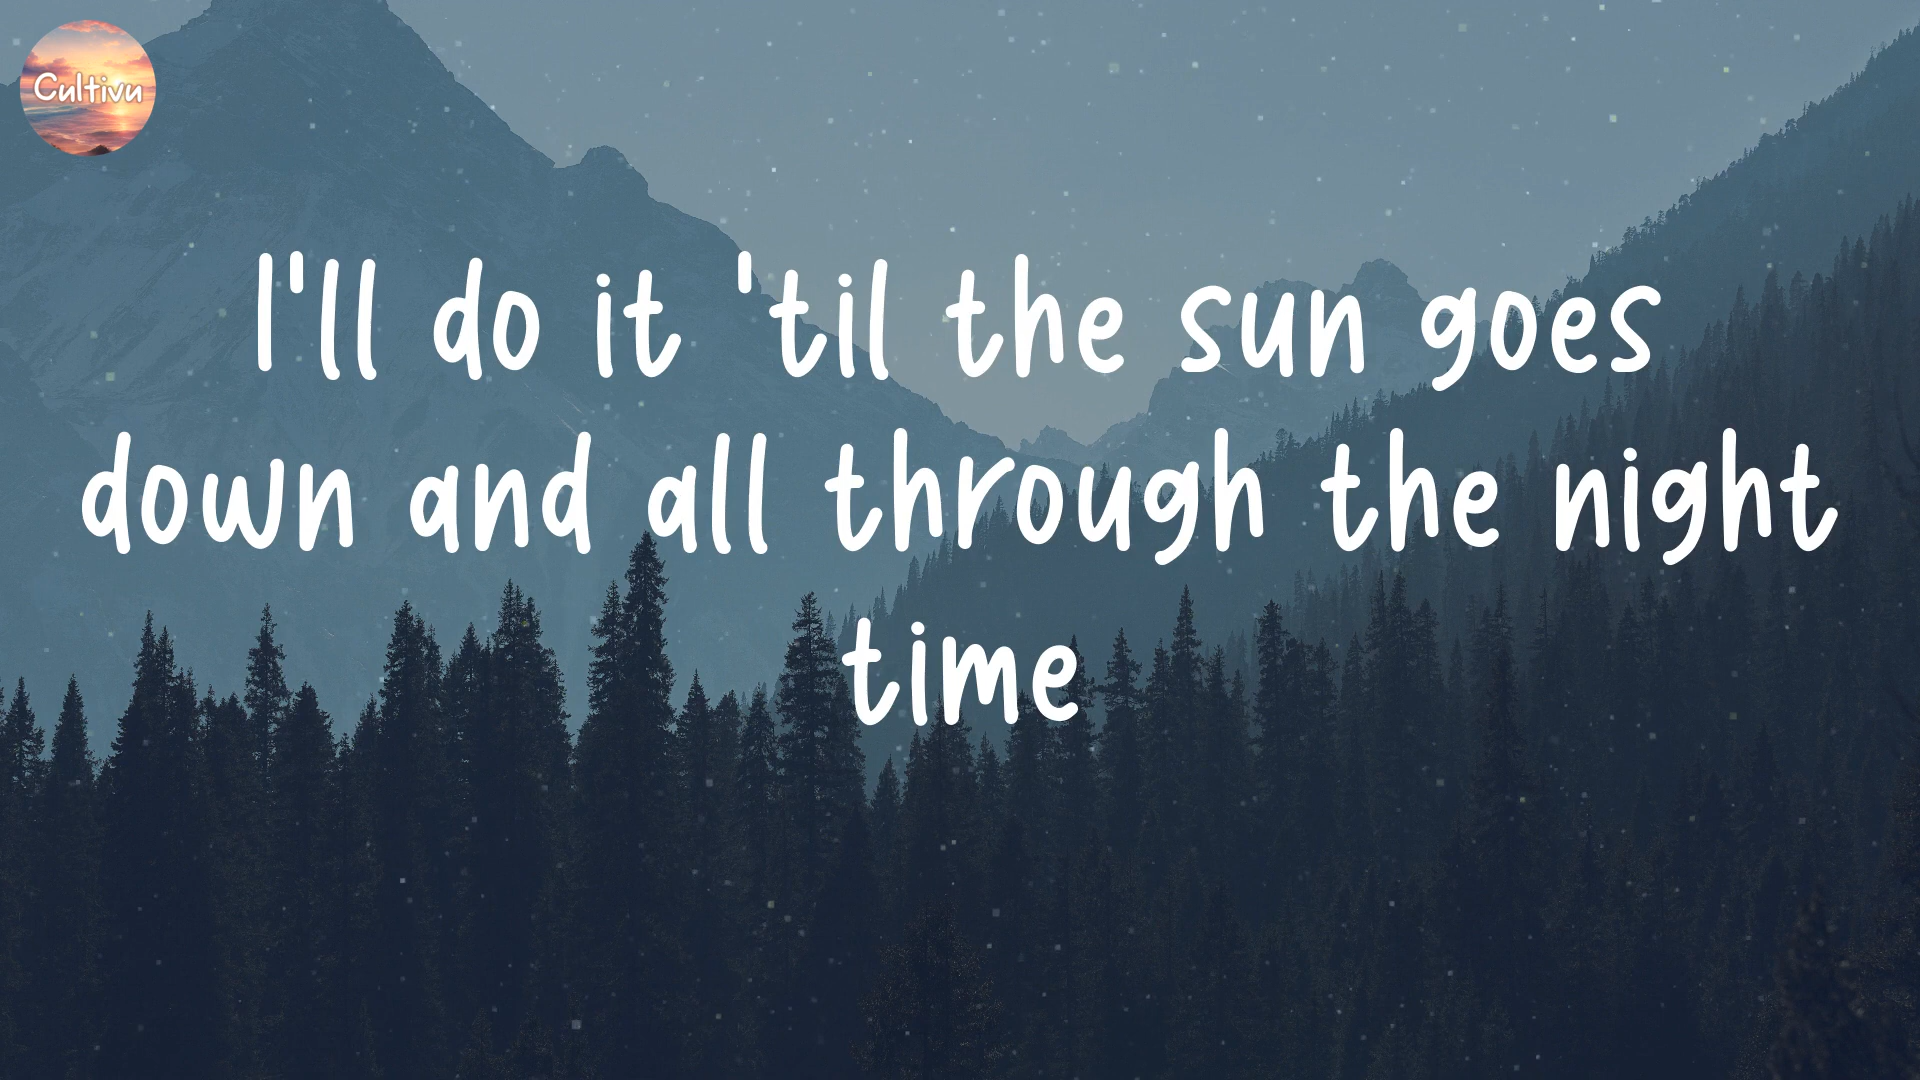 Cultivu
I'll do it 'til the sun goes
down and all through the night
time